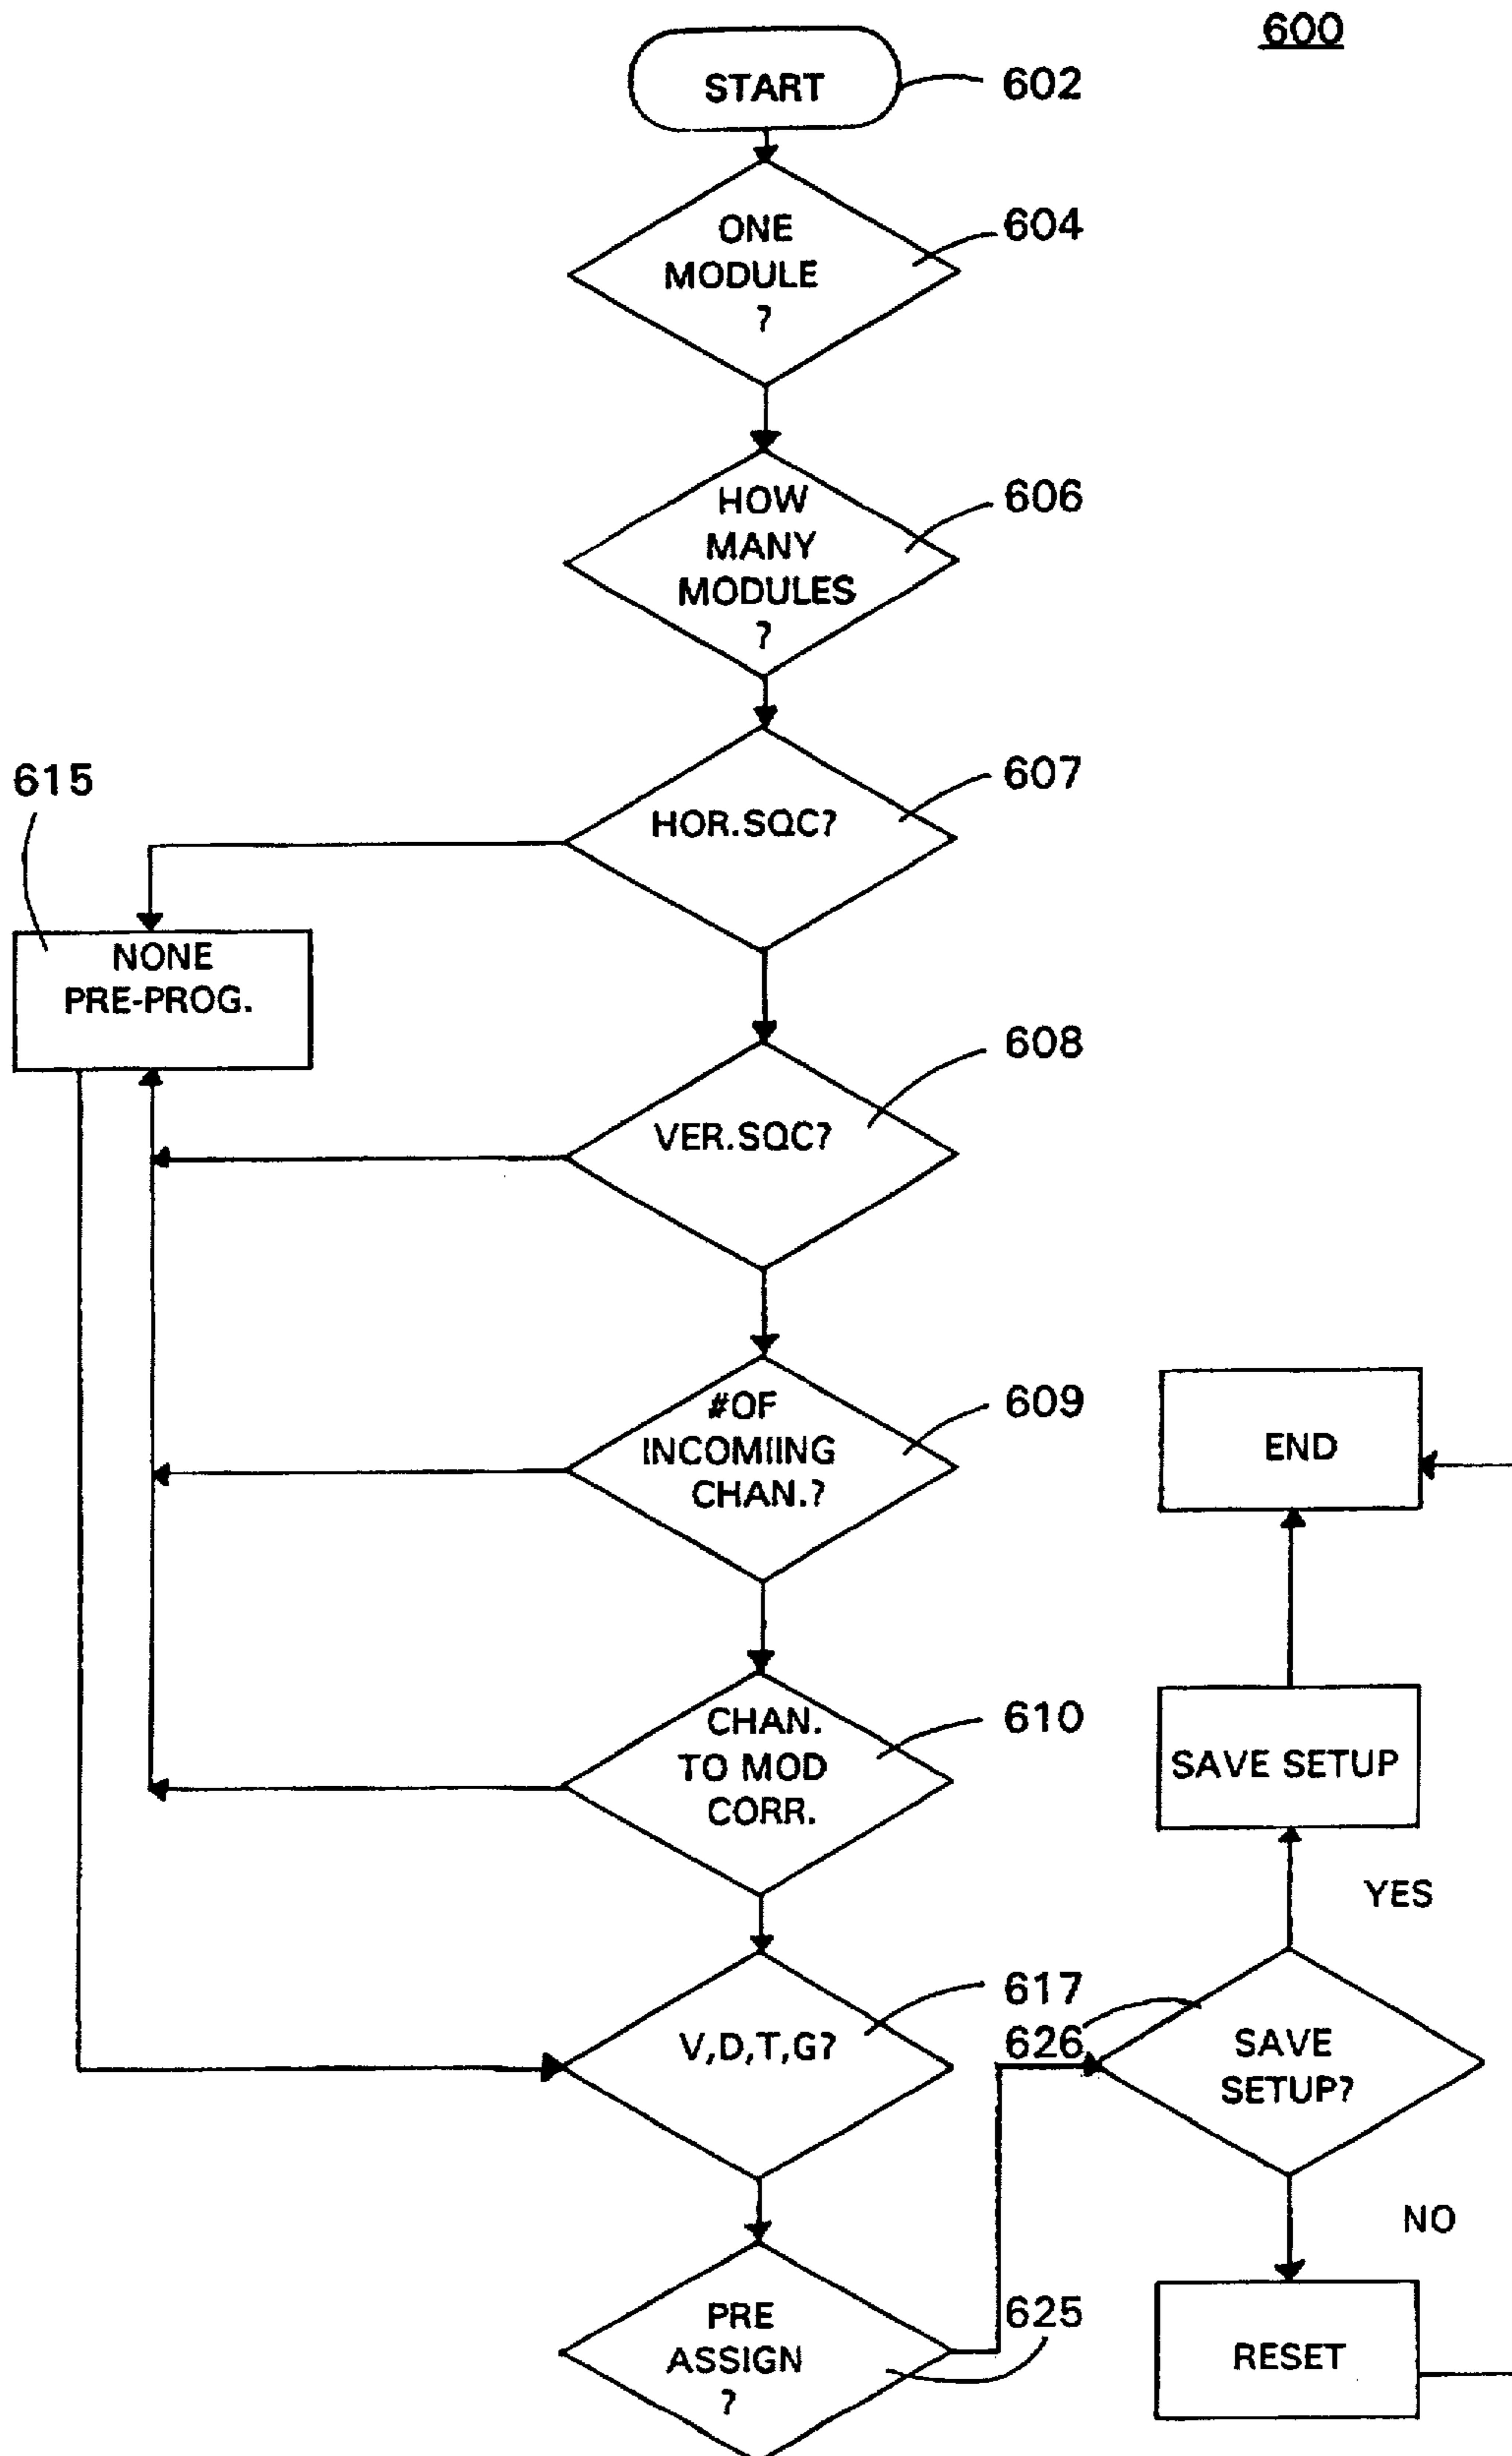 600
START
602
ONE
MODULE
?
604
HOW
MANY
MODULES
?
606
HOR.SQC?
607
615
NONE
PRE-PROG.
VER.SQC?
608
#OF
INCOMIING
CHAN.?
609
END
CHAN.
TO MOD
CORR.
610
SAVE SETUP
YES
V,D,T,G?
617
626
SAVE
SETUP?
NO
PRE
ASSIGN
?
625
RESET